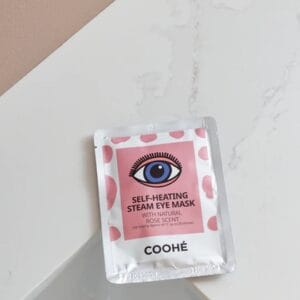 SELF-HEATING
STEAM EYE MASK
WITH NATURAL
ROSE SCENT
COOHÉ